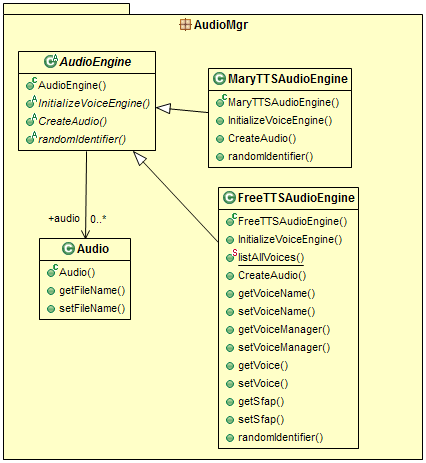 AudioMgr
AudioEngine
AudioEngine()
InitializeVoiceEngine()
CreateAudio()
randomIdentifier()
MaryTTSAudioEngine
MaryTTSAudioEngine()
InitializeVoiceEngine()
CreateAudio()
randomIdentifier()
+audio 0..*
Audio
Audio()
getFileName()
setFileName()
FreeTTSAudioEngine
FreeTTSAudioEngine()
InitializeVoiceEngine()
listAllVoices()
CreateAudio()
getVoiceName()
setVoiceName()
getVoiceManager()
setVoiceManager()
getVoice()
setVoice()
getSfap()
setSfap()
randomIdentifier()